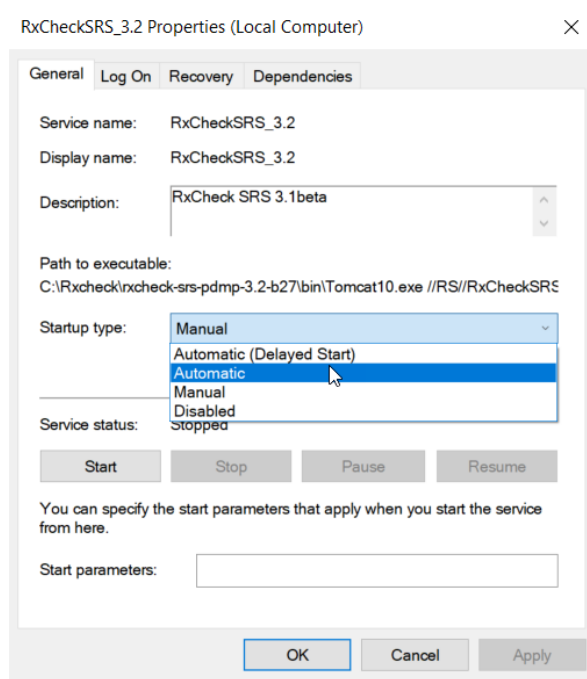 RxCheckSRS_3.2 Properties (Local Computer)
General Log On Recovery Dependencies
Service name: RxCheckSRS_3.2
Display name: RxCheckSRS_3.2
Description: RxCheck SRS 3.1beta
Path to executable:
C:\Rxcheck\rxcheck-srs-pdmp-3.2-b27\bin\Tomcat10.exe //RS//RxCheckSRS
Startup type: Manual
Automatic (Delayed Start)
Automatic
Manual
Disabled
Service status: Stopped
Start Stop Pause Resume
You can specify the start parameters that apply when you start the service
from here.
Start parameters:
OK Cancel Apply